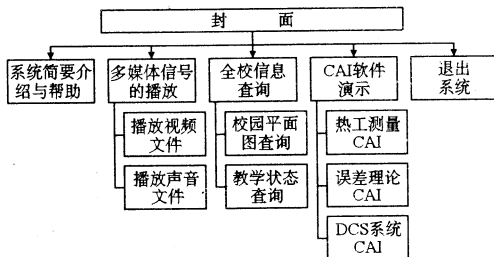 封 面
系统简要介
绍与帮助
多媒体信号
的播放
全校信息
查询
CAI软件
演示
退出
系统
播放视频
文件
播放声音
文件
校园平面
图查询
教学状态
查询
热工测量
CAI
误差理论
CAI
DCS系统
CAI